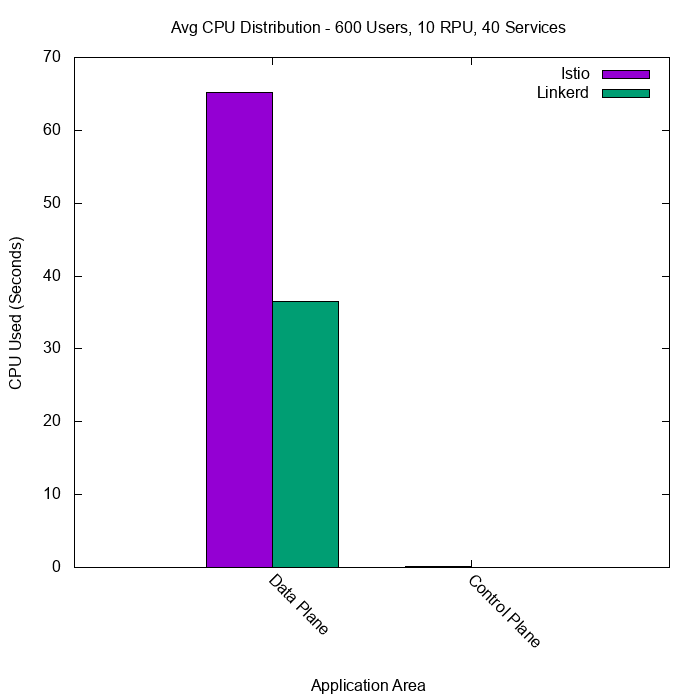 Avg CPU Distribution - 600 Users, 10 RPU, 40 Services
Istio
Linkerd
70
60
50
40
30
20
10
0
CPU Used (Seconds)
Data Plane
Control Plane
Application Area